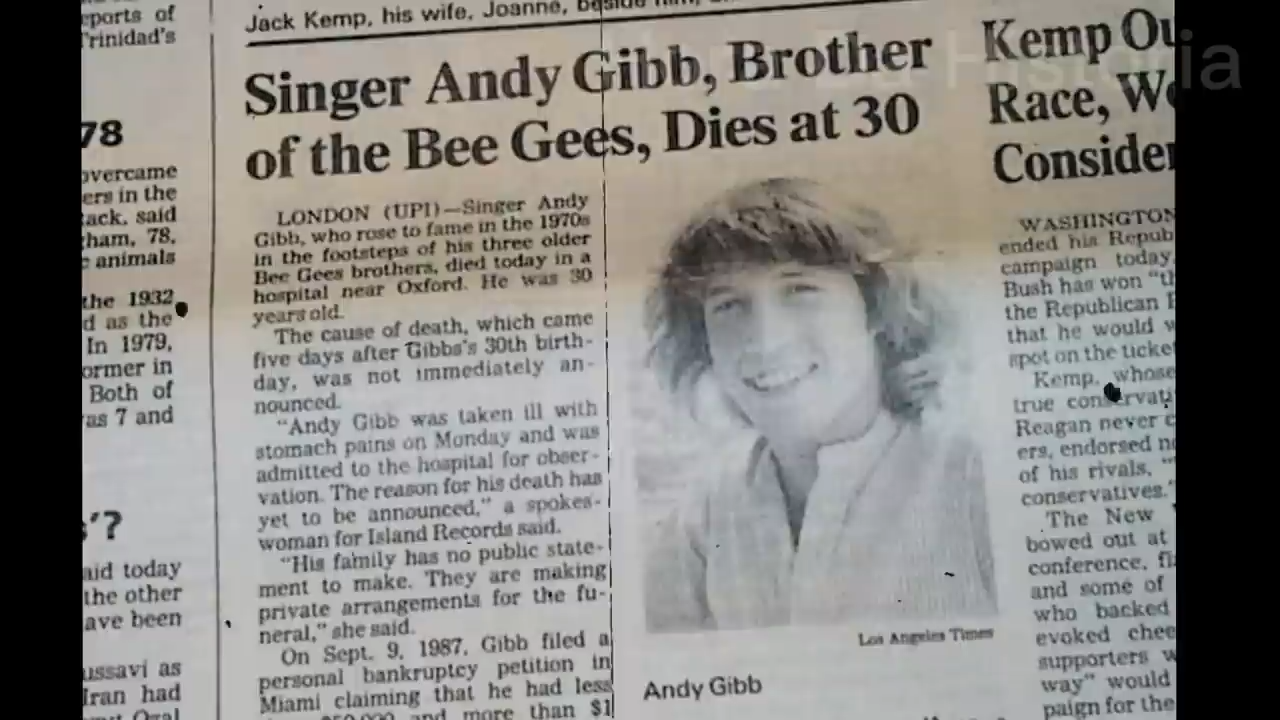 eports of
Trinidad's
78
overcame
ers in the
ack, said
ham, 78,
c animals
the 1932
d as the
In 1979,
ormer in
Both of
as 7 and
s'?
aid today
the other
ave been
ussavi as
Iran had
Jack Kemp, his wife, Joanne, beside him,
Singer Andy Gibb, Brother
of the Bee Gees, Dies at 30
LONDON (UPI)—Singer Andy
Gibb, who rose to fame in the 1970s
in the footsteps of his three older
Bee Gees brothers, died today in a
hospital near Oxford. He was 30
years old.
The cause of death, which came
five days after Gibbs's 30th birth-
day, was not immediately an-
nounced.
"Andy Gibb was taken ill with
stomach pains on Monday and was
admitted to the hospital for obser-
vation. The reason for his death has
yet to be announced," a spokes-
woman for Island Records said.
"His family has no public state-
ment to make. They are making
private arrangements for the fu-
neral," she said.
On Sept. 9, 1987, Gibb filed a
personal bankruptcy petition in
Miami claiming that he had less
and more than $1
Los Angeles Times
Andy Gibb
Kemp Ou
Race, We
Consider
WASHINGTON
ended his Repub
campaign today,
Bush has won "th
the Republican P
that he would w
spot on the ticket
Kemp, whose
true conservati
Reagan never c
ers, endorsed n
of his rivals, "
conservatives."
The New
bowed out at
conference, fi
and some of
who backed
evoked chee
supporters w
way" would
paign for the